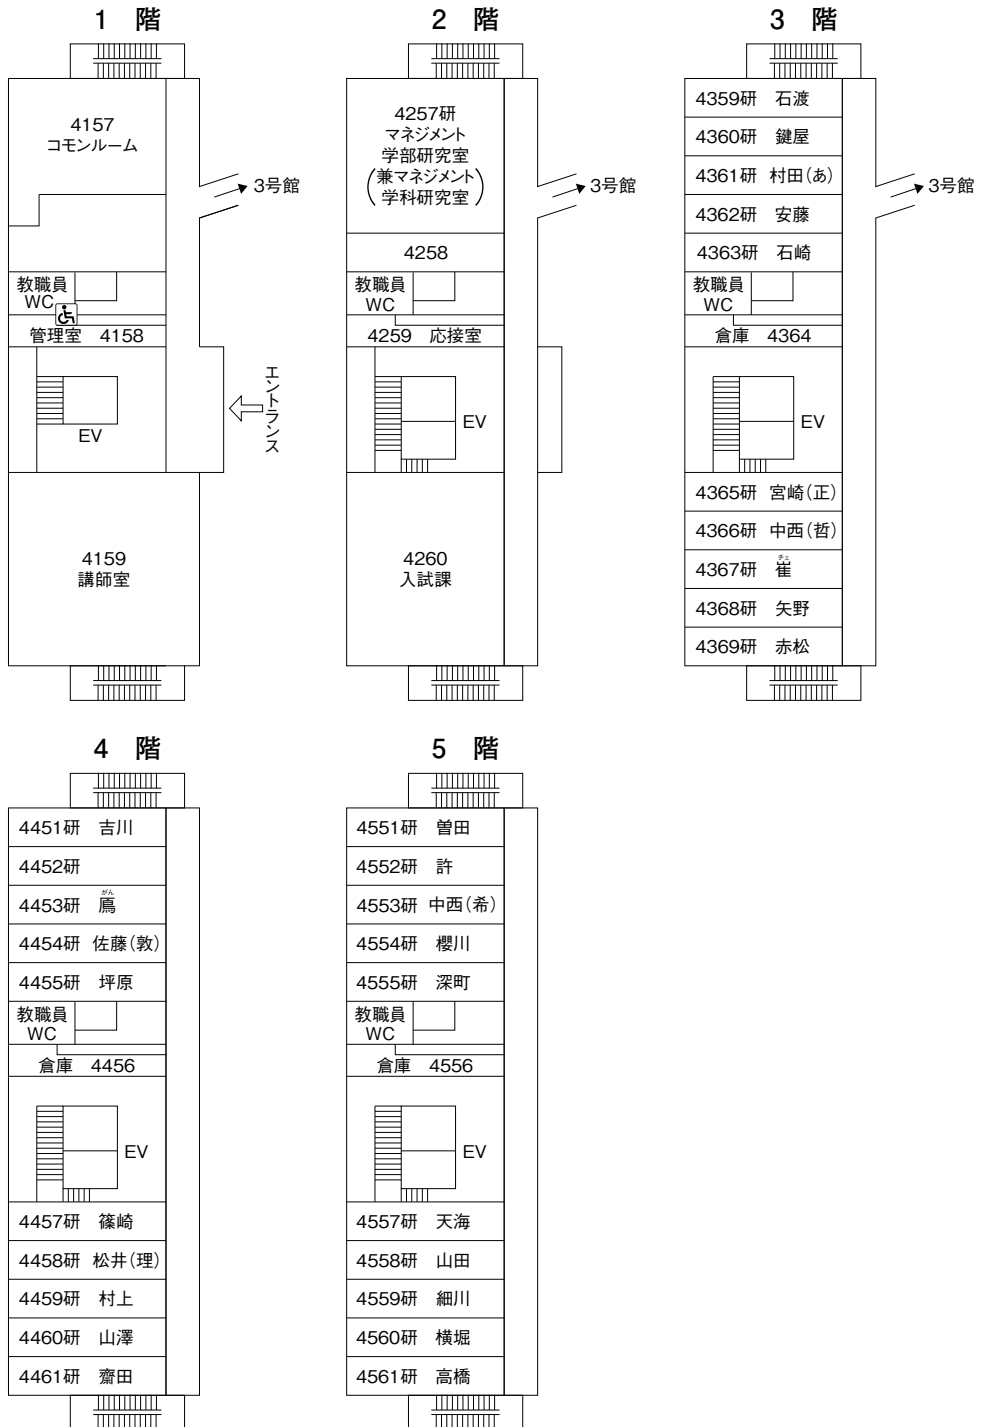 1 階
4157
コモンルーム
3号館
教職員
WC
管理室 4158
EV
エントランス
4159
講師室
2 階
4257研
マネジメント
学部研究室
(兼マネジメント
学科研究室)
3号館
4258
教職員
WC
4259 応接室
EV
4260
入試課
3 階
4359研 石渡
4360研 鍵屋
4361研 村田(あ)
3号館
4362研 安藤
4363研 石崎
教職員
WC
倉庫 4364
EV
4365研 宮崎(正)
4366研 中西(哲)
チェ
4367研 崔
4368研 矢野
4369研 赤松
4 階
4451研 吉川
4452研
がん
4453研 鴈
4454研 佐藤(敦)
4455研 坪原
教職員
WC
倉庫 4456
EV
4457研 篠崎
4458研 松井(理)
4459研 村上
4460研 山澤
4461研 齋田
5 階
4551研 曽田
4552研 許
4553研 中西(希)
4554研 櫻川
4555研 深町
教職員
WC
倉庫 4556
EV
4557研 天海
4558研 山田
4559研 細川
4560研 横堀
4561研 高橋